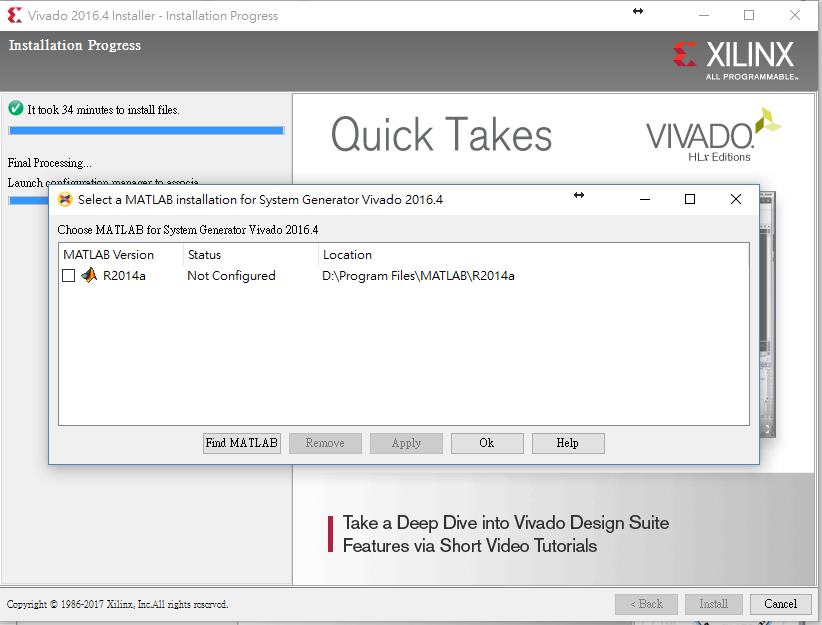 Vivado 2016.4 Installer - Installation Progress
Installation Progress
XILINX
ALL PROGRAMMABLE™
It took 34 minutes to install files.
Final Processing...
Launch configuration manager to associa
Quick Takes
VIVADO.
HLx Editions
Select a MATLAB installation for System Generator Vivado 2016.4
Choose MATLAB for System Generator Vivado 2016.4
MATLAB Version Status Location
R2014a Not Configured D:\Program Files\MATLAB\R2014a
Find MATLAB Remove Apply Ok Help
Take a Deep Dive into Vivado Design Suite
Features via Short Video Tutorials
Copyright © 1986-2017 Xilinx, Inc.All rights reserved.
< Back Install Cancel